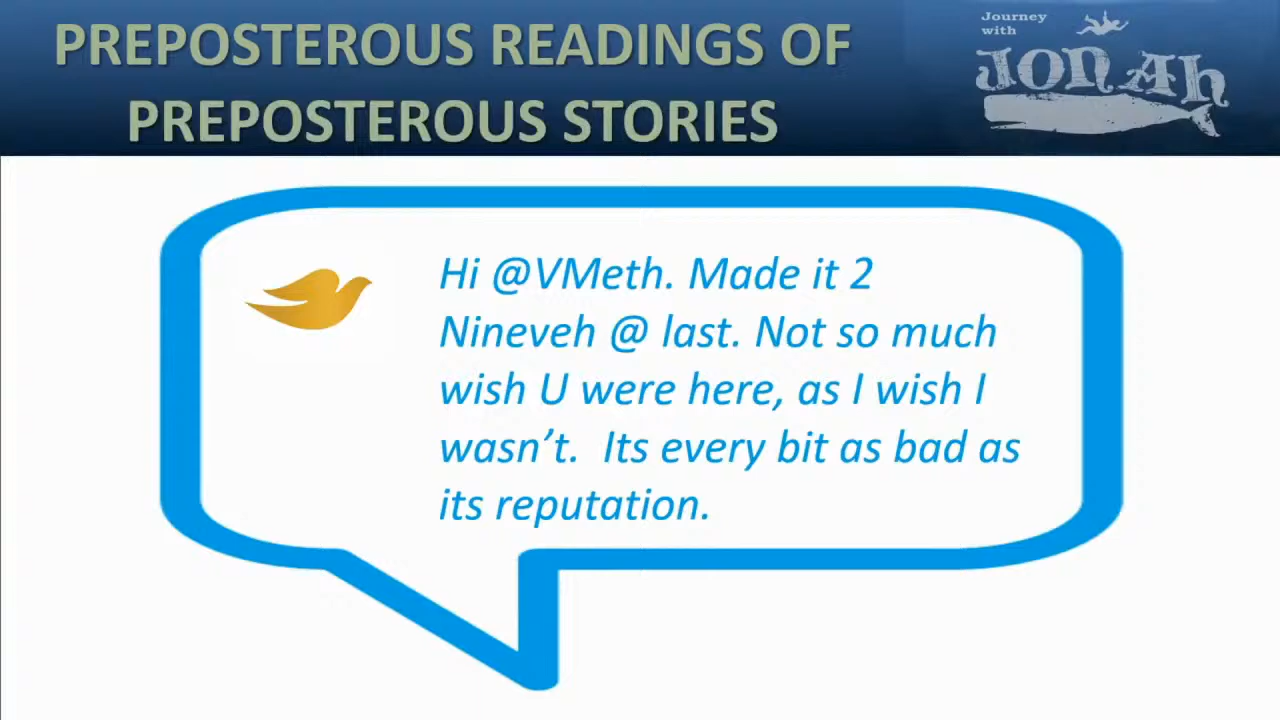 PREPOSTEROUS READINGS OF
PREPOSTEROUS STORIES
Journey
with
JONAh
Hi @VMeth. Made it 2
Nineveh @ last. Not so much
wish U were here, as I wish I
wasn’t.  Its every bit as bad as
its reputation.